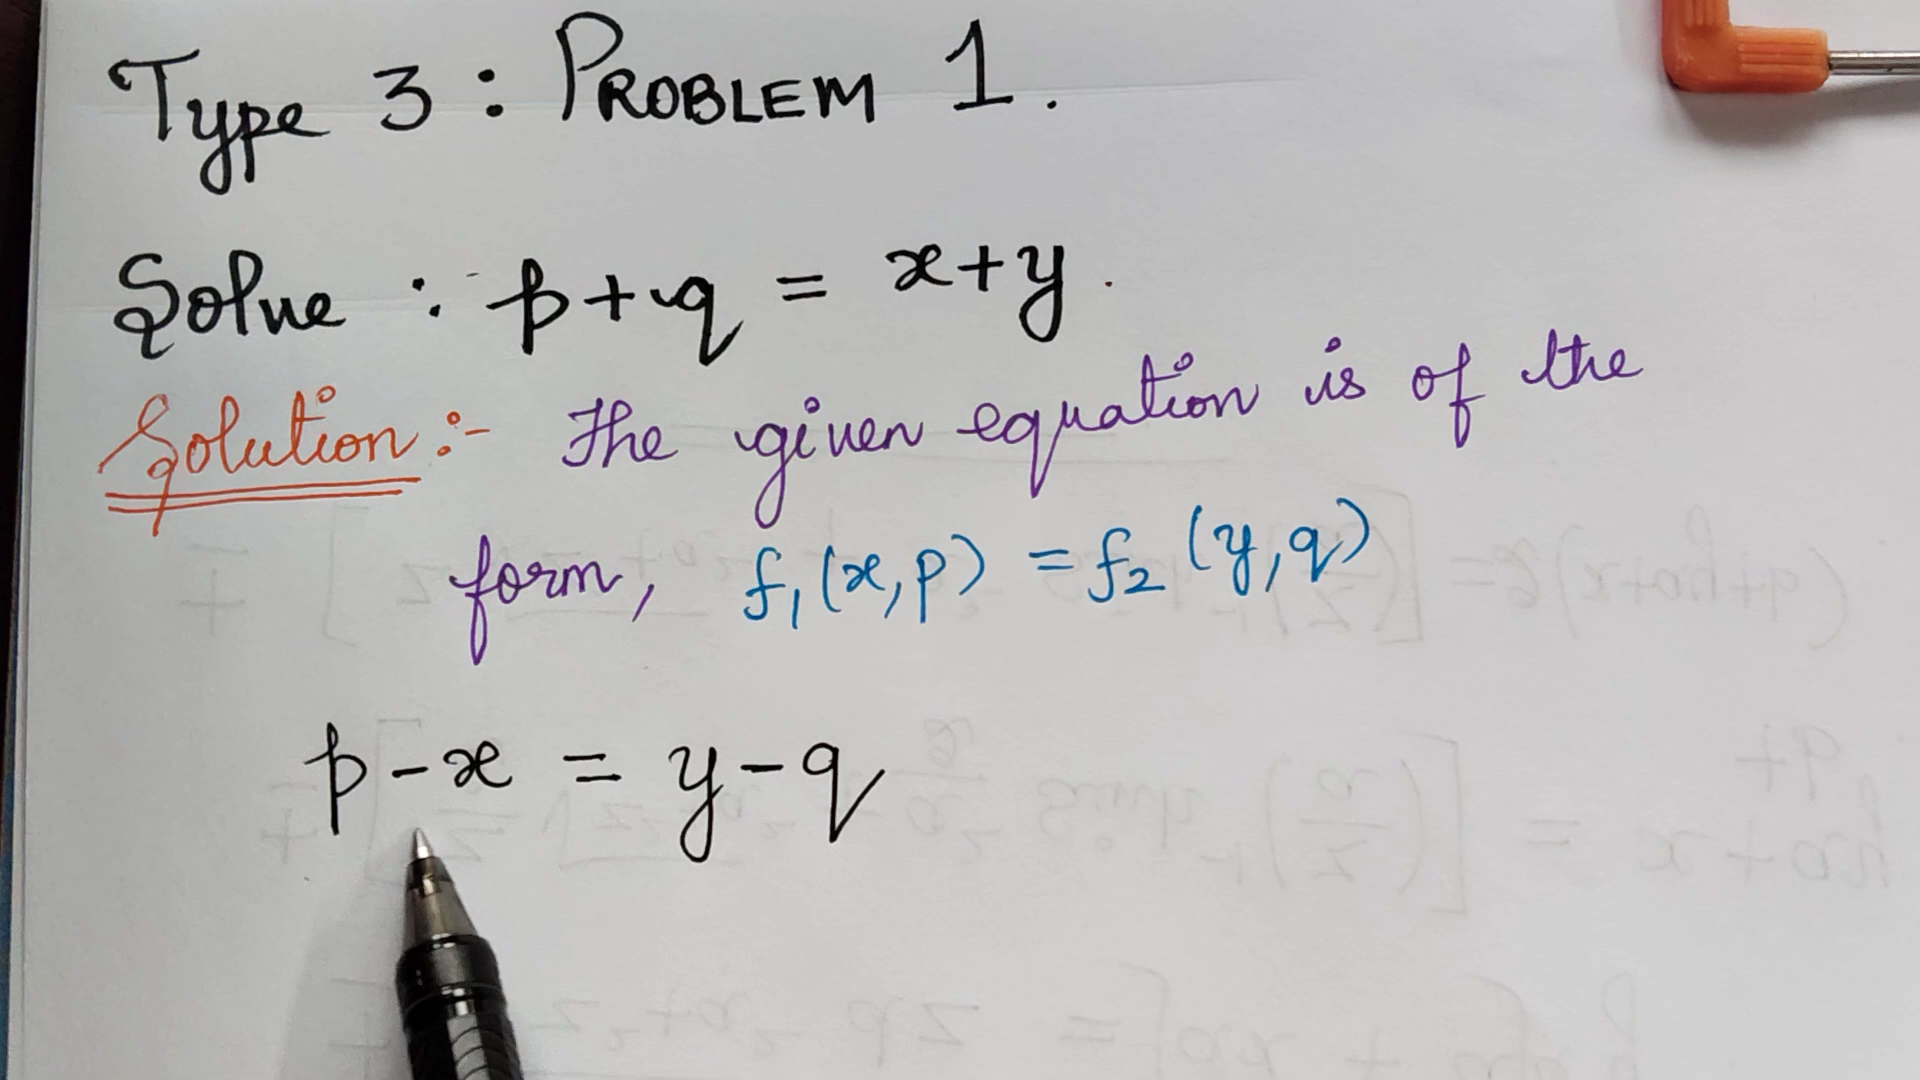 Type 3 : PROBLEM 1.
Solve : p+q = x+y.
Solution :- The given equation is of the
form, f₁(x,p) = f₂(y,q)
p-x = y-q